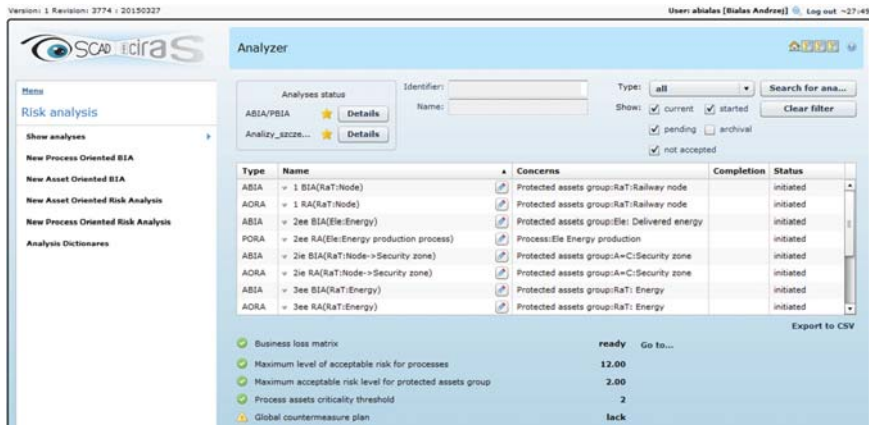 Version: 1 Revision: 3774 : 20150327
User: abialas [Bialas Andrzej] Log out ~27:45
OSCAD ciras
Analyzer
Menu
Risk analysis
Show analyses
New Process Oriented BIA
New Asset Oriented BIA
New Asset Oriented Risk Analysis
New Process Oriented Risk Analysis
Analysis Dictionares
Analyses status
ABIA/PBIA Details
Analizy_szcze... Details
Identifier:
Name:
Type: all
Show: current started
pending archival
not accepted
Search for ana...
Clear filter
Type Name Concerns Completion Status
ABIA 1 BIA(RaT:Node) Protected assets group:RaT:Railway node initiated
AORA 1 RA(RaT:Node) Protected assets group:RaT:Railway node initiated
ABIA 2ee BIA(Ele:Energy) Protected assets group:Ele: Delivered energy initiated
PORA 2ee RA(Ele:Energy production process) Process:Ele Energy production initiated
ABIA 2ie BIA(RaT:Node->Security zone) Protected assets group:A=C:Security zone initiated
AORA 2ie RA(RaT:Node->Security zone) Protected assets group:A=C:Security zone initiated
ABIA 3ee BIA(RaT:Energy) Protected assets group:RaT: Energy initiated
AORA 3ee RA(RaT:Energy) Protected assets group:RaT: Energy initiated
Export to CSV
Business loss matrix ready Go to...
Maximum level of acceptable risk for processes 12.00
Maximum acceptable risk level for protected assets group 2.00
Process assets criticality threshold 2
Global countermeasure plan lack